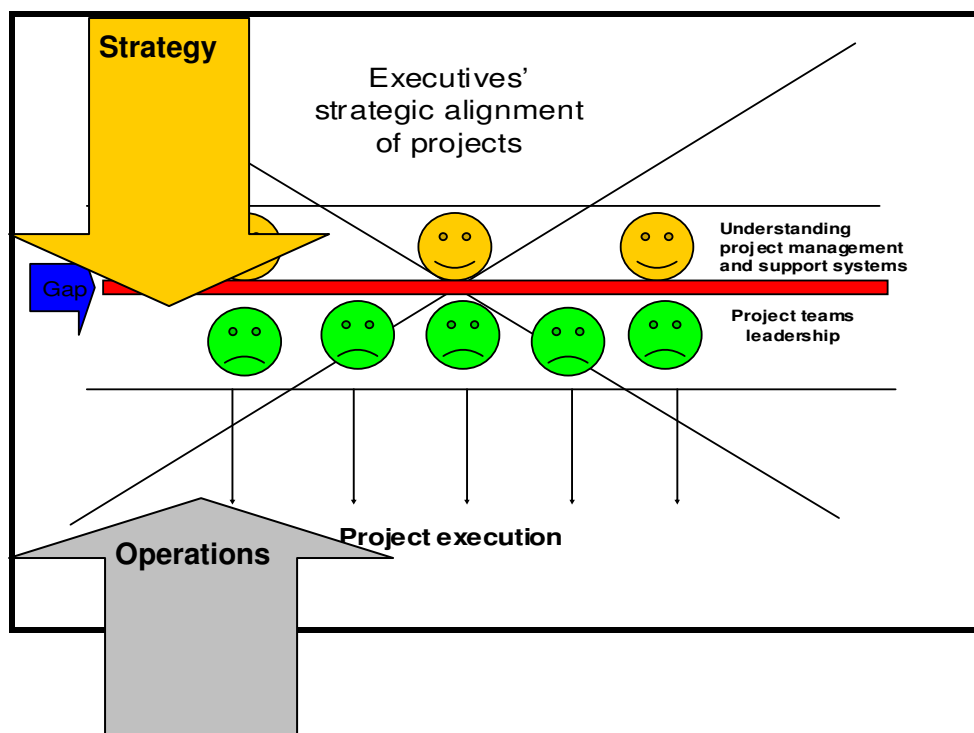 Strategy
Executives’
strategic alignment
of projects
Understanding
project management
and support systems
Gap
Project teams
leadership
Project execution
Operations